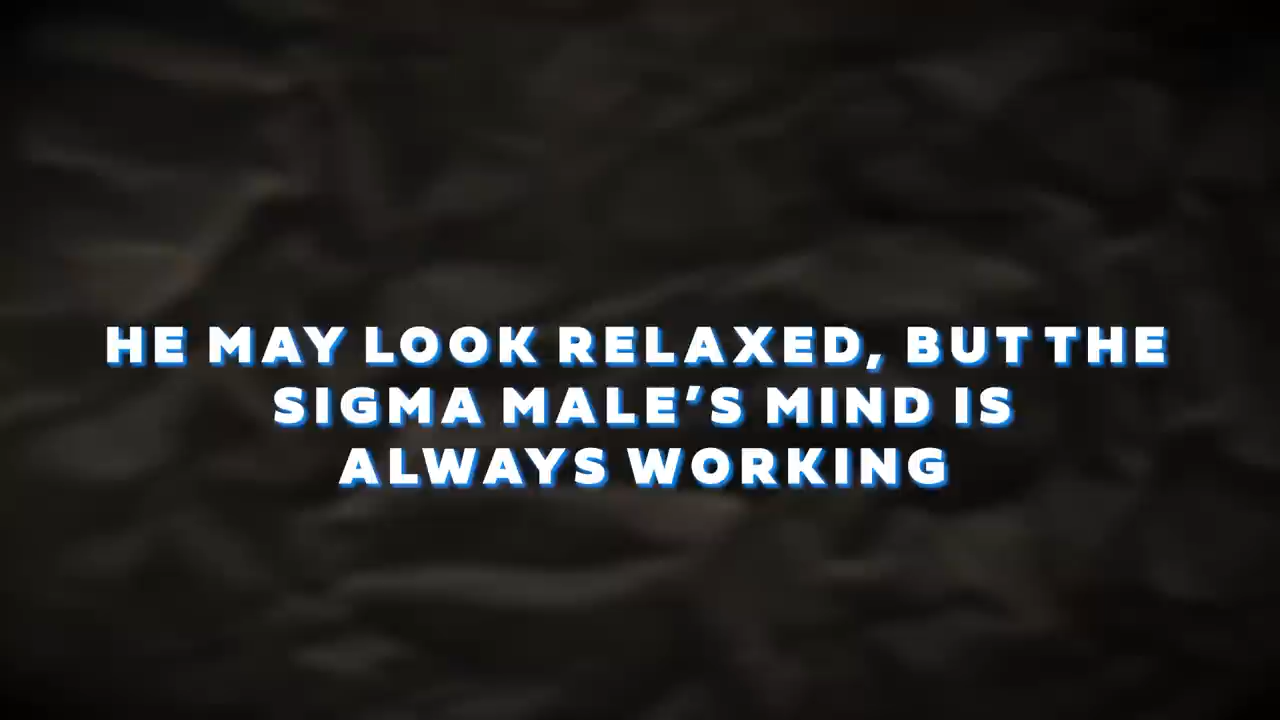 HE MAY LOOK RELAXED, BUT THE
SIGMA MALE’S MIND IS
ALWAYS WORKING